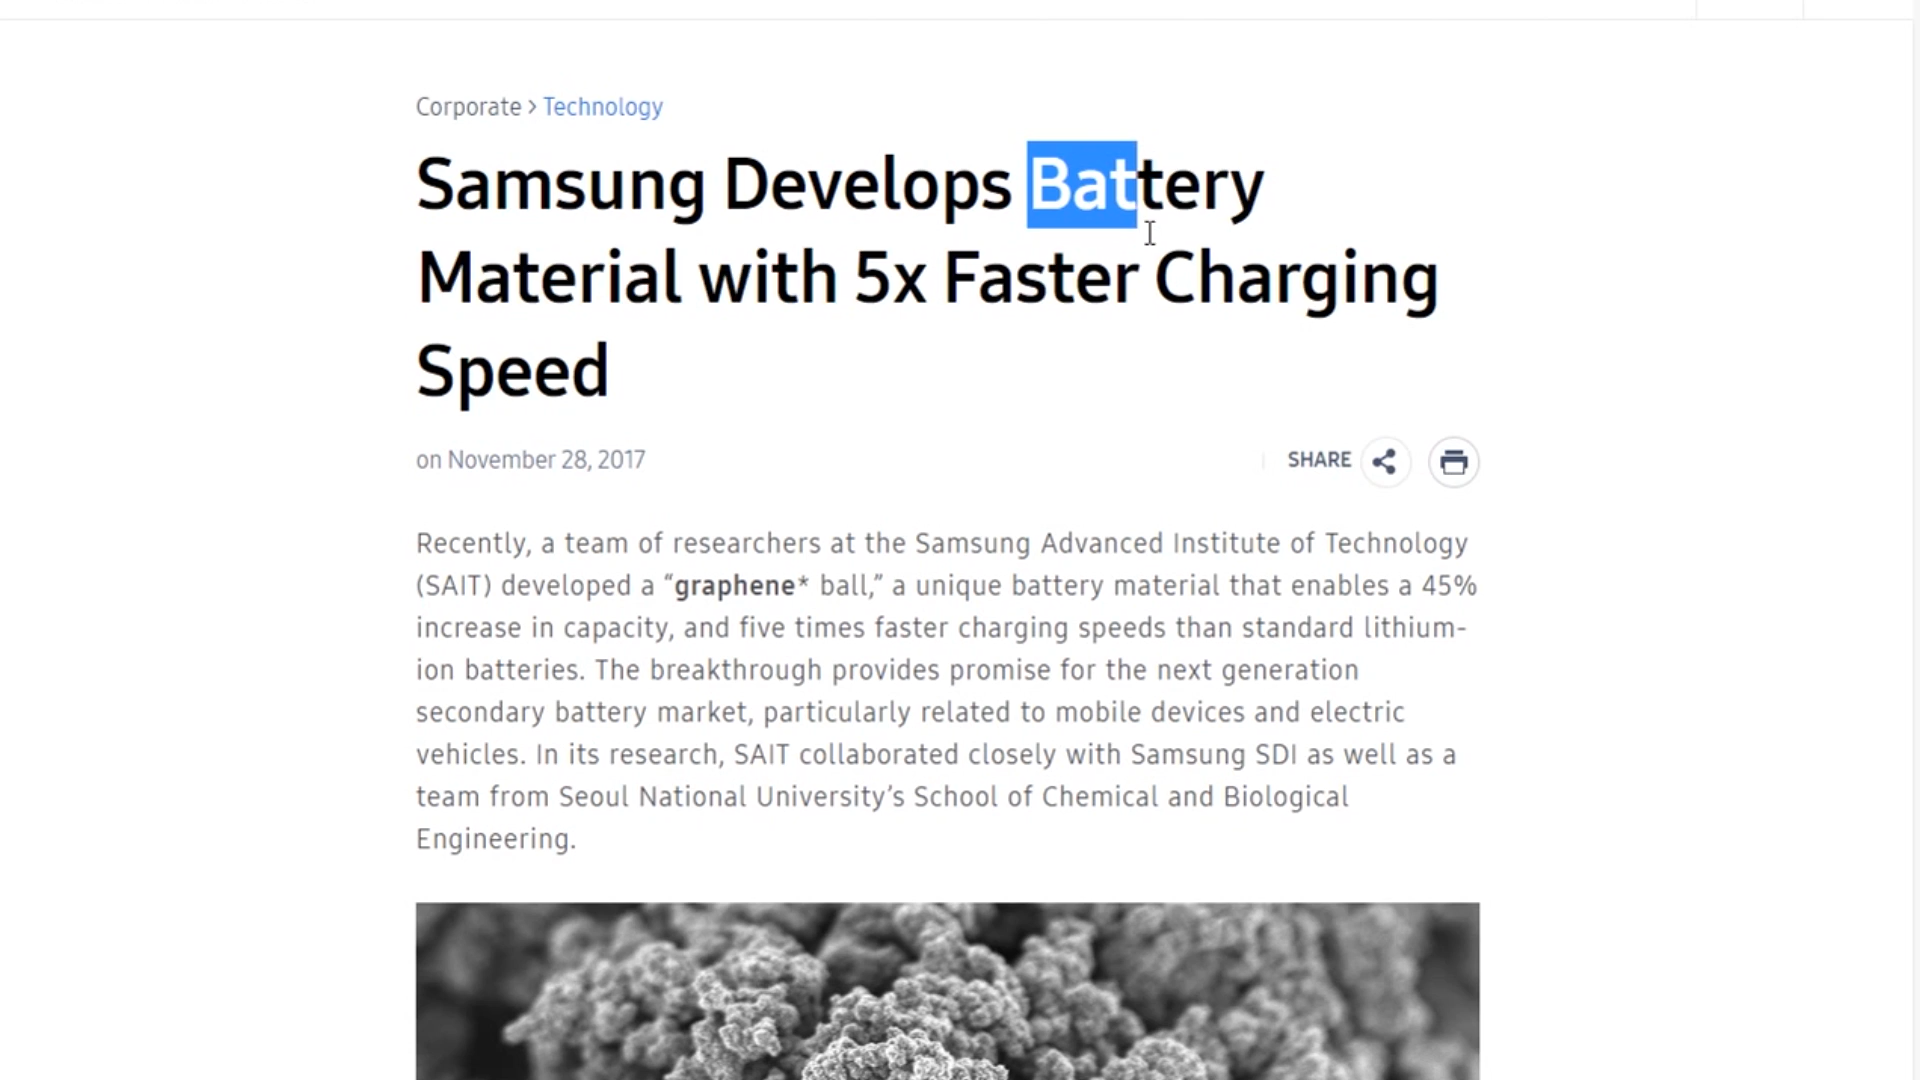 Corporate > Technology
Samsung Develops Battery
Material with 5x Faster Charging
Speed
on November 28, 2017
SHARE
Recently, a team of researchers at the Samsung Advanced Institute of Technology
(SAIT) developed a “graphene* ball,” a unique battery material that enables a 45%
increase in capacity, and five times faster charging speeds than standard lithium-
ion batteries. The breakthrough provides promise for the next generation
secondary battery market, particularly related to mobile devices and electric
vehicles. In its research, SAIT collaborated closely with Samsung SDI as well as a
team from Seoul National University’s School of Chemical and Biological
Engineering.